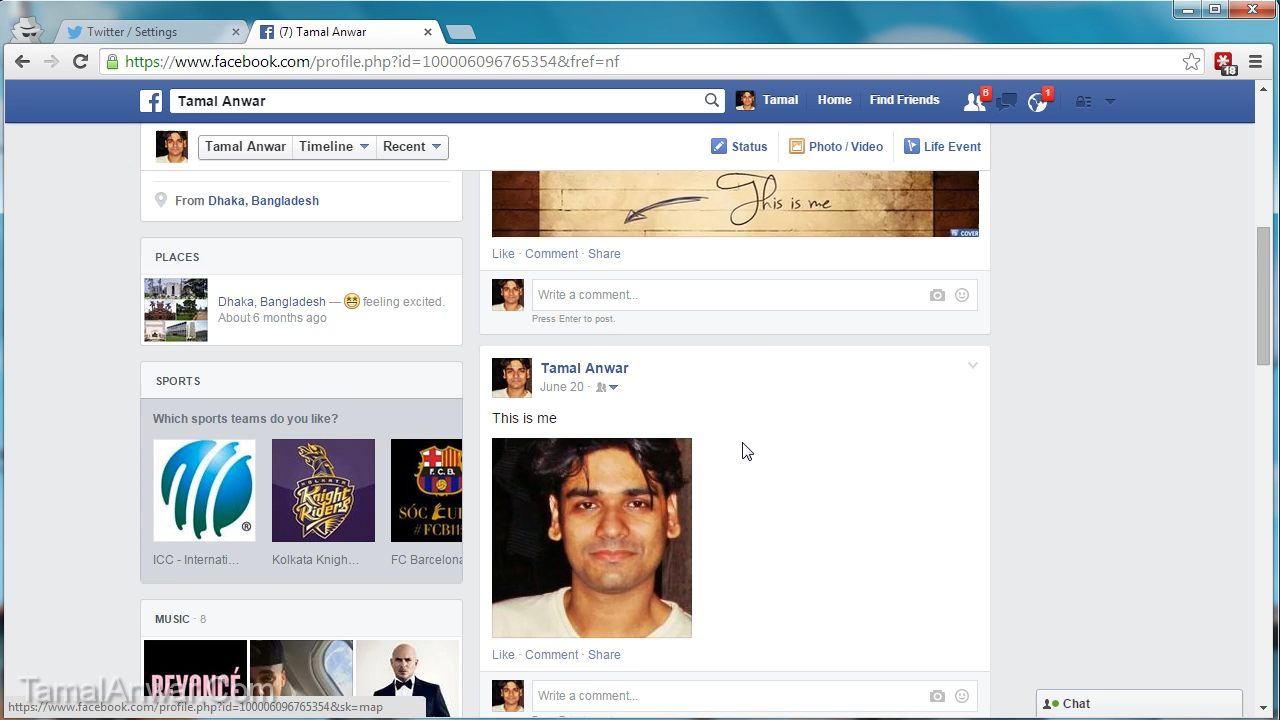 Twitter / Settings
(7) Tamal Anwar
https://www.facebook.com/profile.php?id=100006096765354&fref=nf
18
Tamal Anwar
Tamal
Home
Find Friends
6
1
Tamal Anwar
Timeline
Recent
Status
Photo / Video
Life Event
From Dhaka, Bangladesh
PLACES
Dhaka, Bangladesh — feeling excited.
About 6 months ago
SPORTS
Which sports teams do you like?
KOLKATA
Knight
Riders
F.C.B.
®
ICC - Internati...
Kolkata Knigh...
FC Barcelona
MUSIC · 8
BEYONCÉ
This is me
COVER
Like · Comment · Share
Write a comment...
Press Enter to post.
Tamal Anwar
June 20 ·
This is me
Like · Comment · Share
Write a comment...
TamalAnwar.Com
https://www.facebook.com/profile.php?id=100006096765354&sk=map
Chat